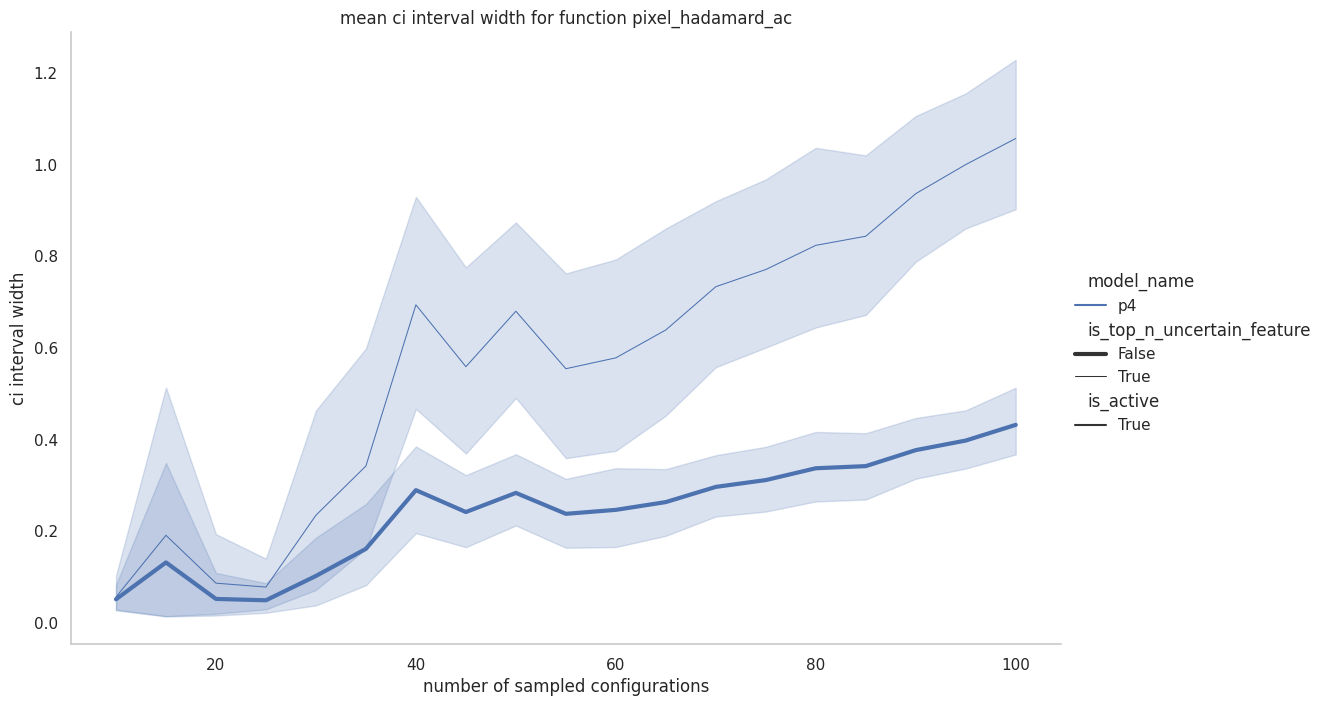 mean ci interval width for function pixel_hadamard_ac
ci interval width
1.2
1.0
0.8
0.6
0.4
0.2
0.0
20
40
60
80
100
number of sampled configurations
model_name
p4
is_top_n_uncertain_feature
False
True
is_active
True